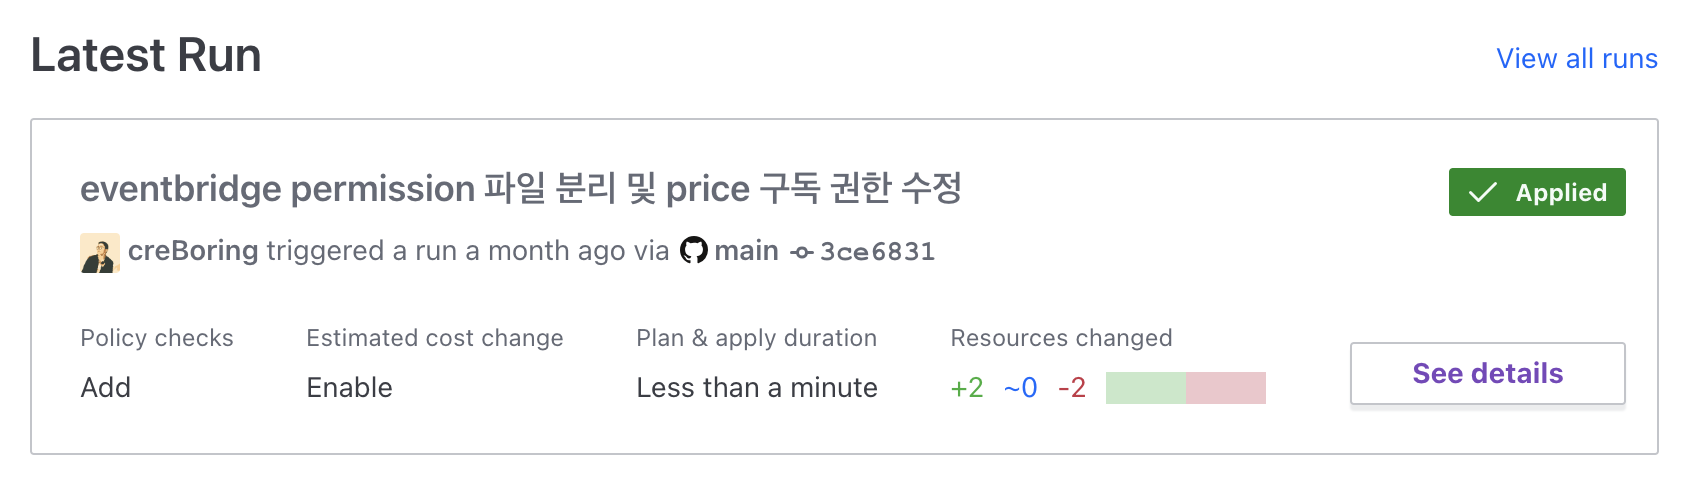 Latest Run
View all runs
eventbridge permission 파일 분리 및 price 구독 권한 수정
Applied
creBoring triggered a run a month ago via main 3ce6831
Policy checks
Add
Estimated cost change
Enable
Plan & apply duration
Less than a minute
Resources changed
+2 ~0 -2
See details